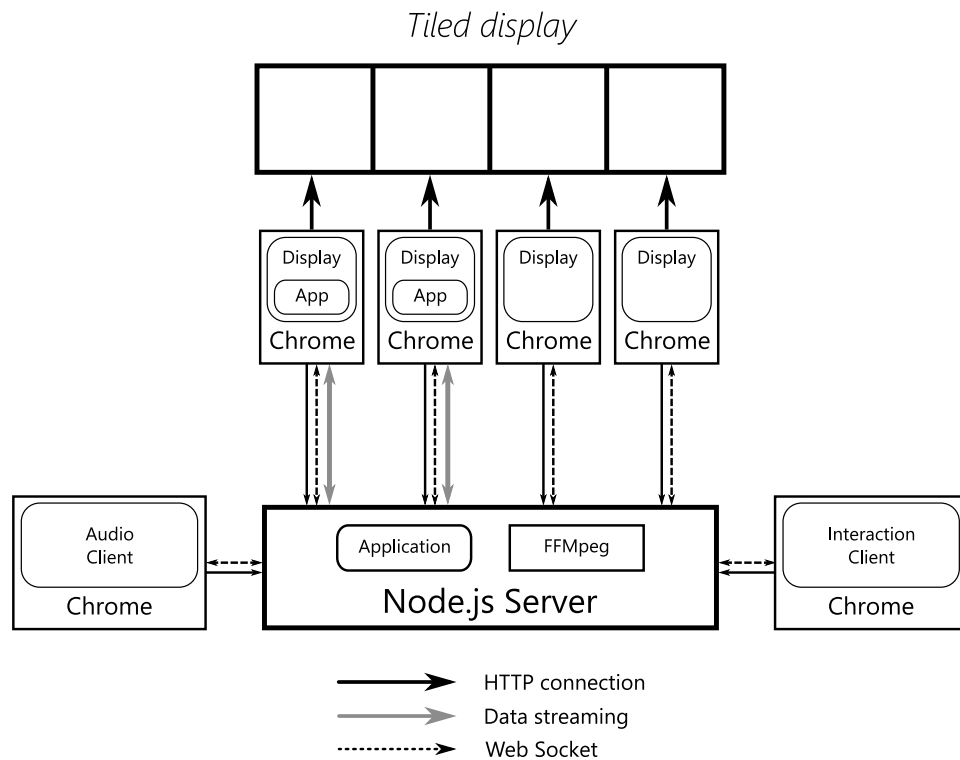 Tiled display
Display
App
Chrome
Display
App
Chrome
Display
Chrome
Display
Chrome
Audio
Client
Chrome
Application
FFMpeg
Node.js Server
Interaction
Client
Chrome
HTTP connection
Data streaming
Web Socket